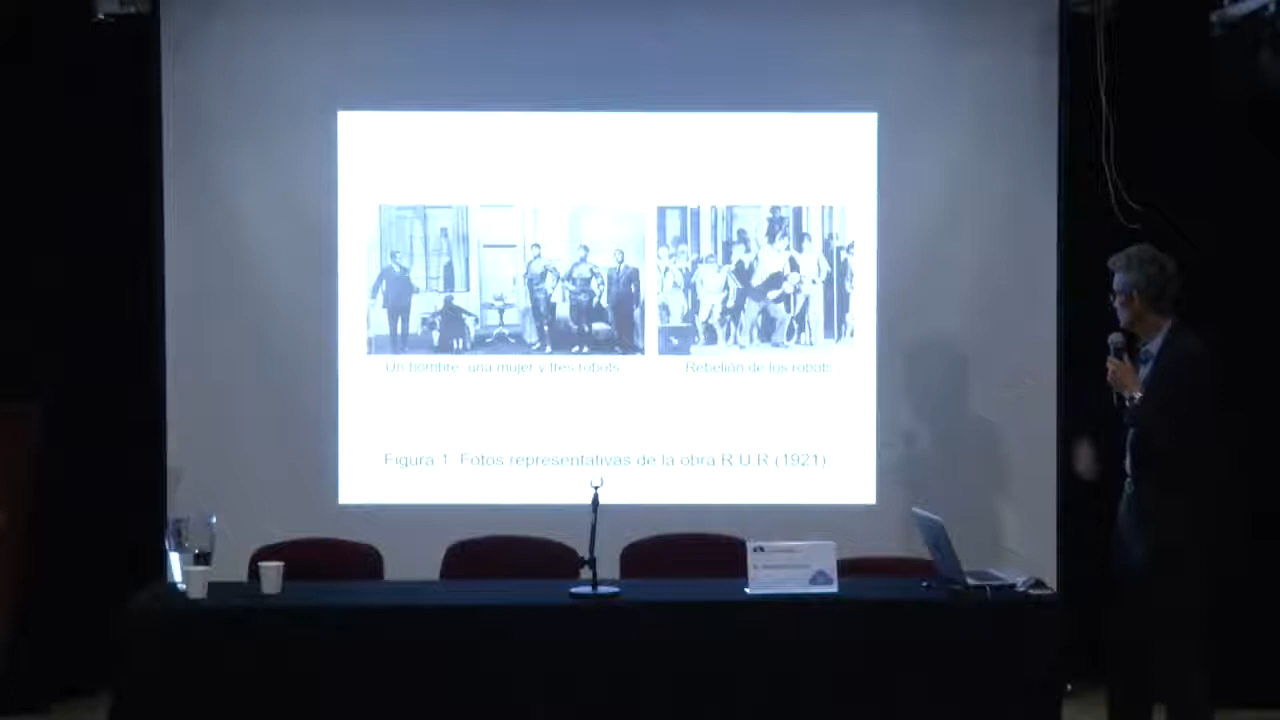 Un hombre, una mujer y tres robots
Rebelión de los robots
Figura 1. Fotos representativas de la obra R.U.R (1921)